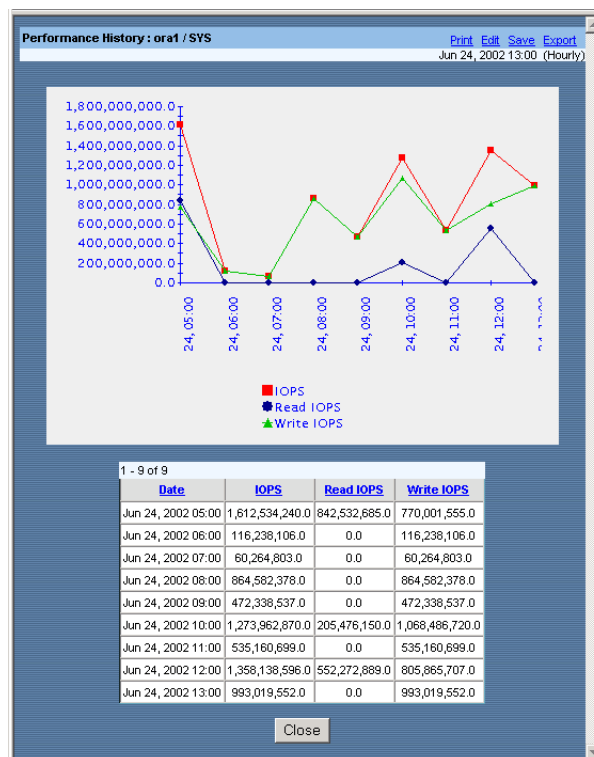 Performance History : ora1 / SYS
Print Edit Save Export
Jun 24, 2002 13:00 (Hourly)
1,800,000,000.0
1,600,000,000.0
1,400,000,000.0
1,200,000,000.0
1,000,000,000.0
800,000,000.0
600,000,000.0
400,000,000.0
200,000,000.0
0.0
24, 05:00
24, 06:00
24, 07:00
24, 08:00
24, 09:00
24, 10:00
24, 11:00
24, 12:00
IOPS
Read IOPS
Write IOPS
1 - 9 of 9
Date IOPS Read IOPS Write IOPS
Jun 24, 2002 05:00 1,612,534,240.0 842,532,685.0 770,001,555.0
Jun 24, 2002 06:00 116,238,106.0 0.0 116,238,106.0
Jun 24, 2002 07:00 60,264,803.0 0.0 60,264,803.0
Jun 24, 2002 08:00 864,582,378.0 0.0 864,582,378.0
Jun 24, 2002 09:00 472,338,537.0 0.0 472,338,537.0
Jun 24, 2002 10:00 1,273,962,870.0 205,476,150.0 1,068,486,720.0
Jun 24, 2002 11:00 535,160,699.0 0.0 535,160,699.0
Jun 24, 2002 12:00 1,358,138,596.0 552,272,889.0 805,865,707.0
Jun 24, 2002 13:00 993,019,552.0 0.0 993,019,552.0
Close